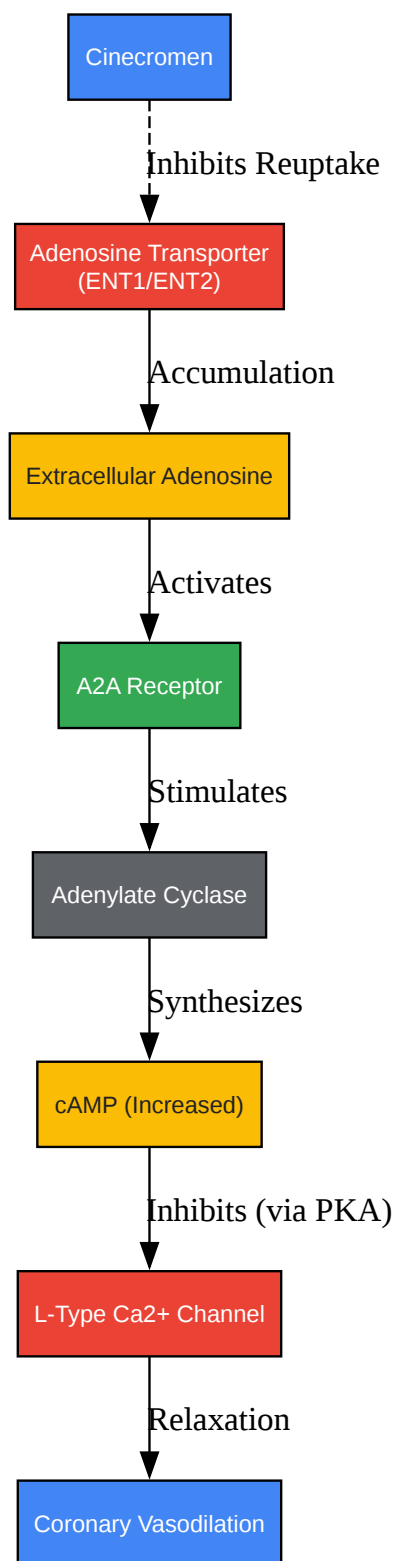 Cinecromen
Inhibits Reuptake
Adenosine Transporter
(ENT1/ENT2)
Accumulation
Extracellular Adenosine
Activates
A2A Receptor
Stimulates
Adenylate Cyclase
Synthesizes
cAMP (Increased)
Inhibits (via PKA)
L-Type Ca2+ Channel
Relaxation
Coronary Vasodilation